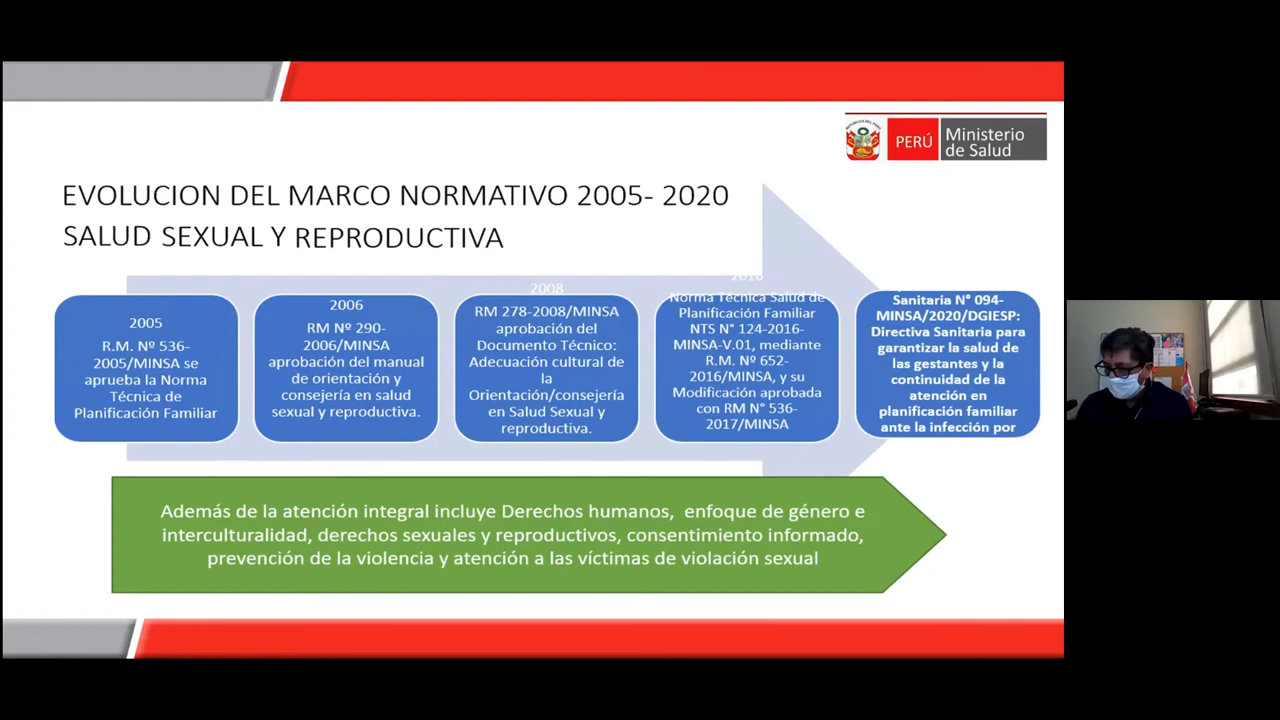 PERÚ
Ministerio
de Salud
EVOLUCION DEL MARCO NORMATIVO 2005- 2020
SALUD SEXUAL Y REPRODUCTIVA
2005
R.M. Nº 536-
2005/MINSA se
aprueba la Norma
Técnica de
Planificación Familiar
2006
RM Nº 290-
2006/MINSA
aprobación del manual
de orientación y
consejería en salud
sexual y reproductiva.
2008
RM 278-2008/MINSA
aprobación del
Documento Técnico:
Adecuación cultural de
la
Orientación/consejería
en Salud Sexual y
reproductiva.
2016
Norma Técnica Salud de
Planificación Familiar
NTS N° 124-2016-
MINSA-V.01, mediante
R.M. Nº 652-
2016/MINSA, y su
Modificación aprobada
con RM N° 536-
2017/MINSA
Sanitaria N° 094-
MINSA/2020/DGIESP:
Directiva Sanitaria para
garantizar la salud de
las gestantes y la
continuidad de la
atención en
planificación familiar
ante la infección por
Además de la atención integral incluye Derechos humanos, enfoque de género e
interculturalidad, derechos sexuales y reproductivos, consentimiento informado,
prevención de la violencia y atención a las víctimas de violación sexual